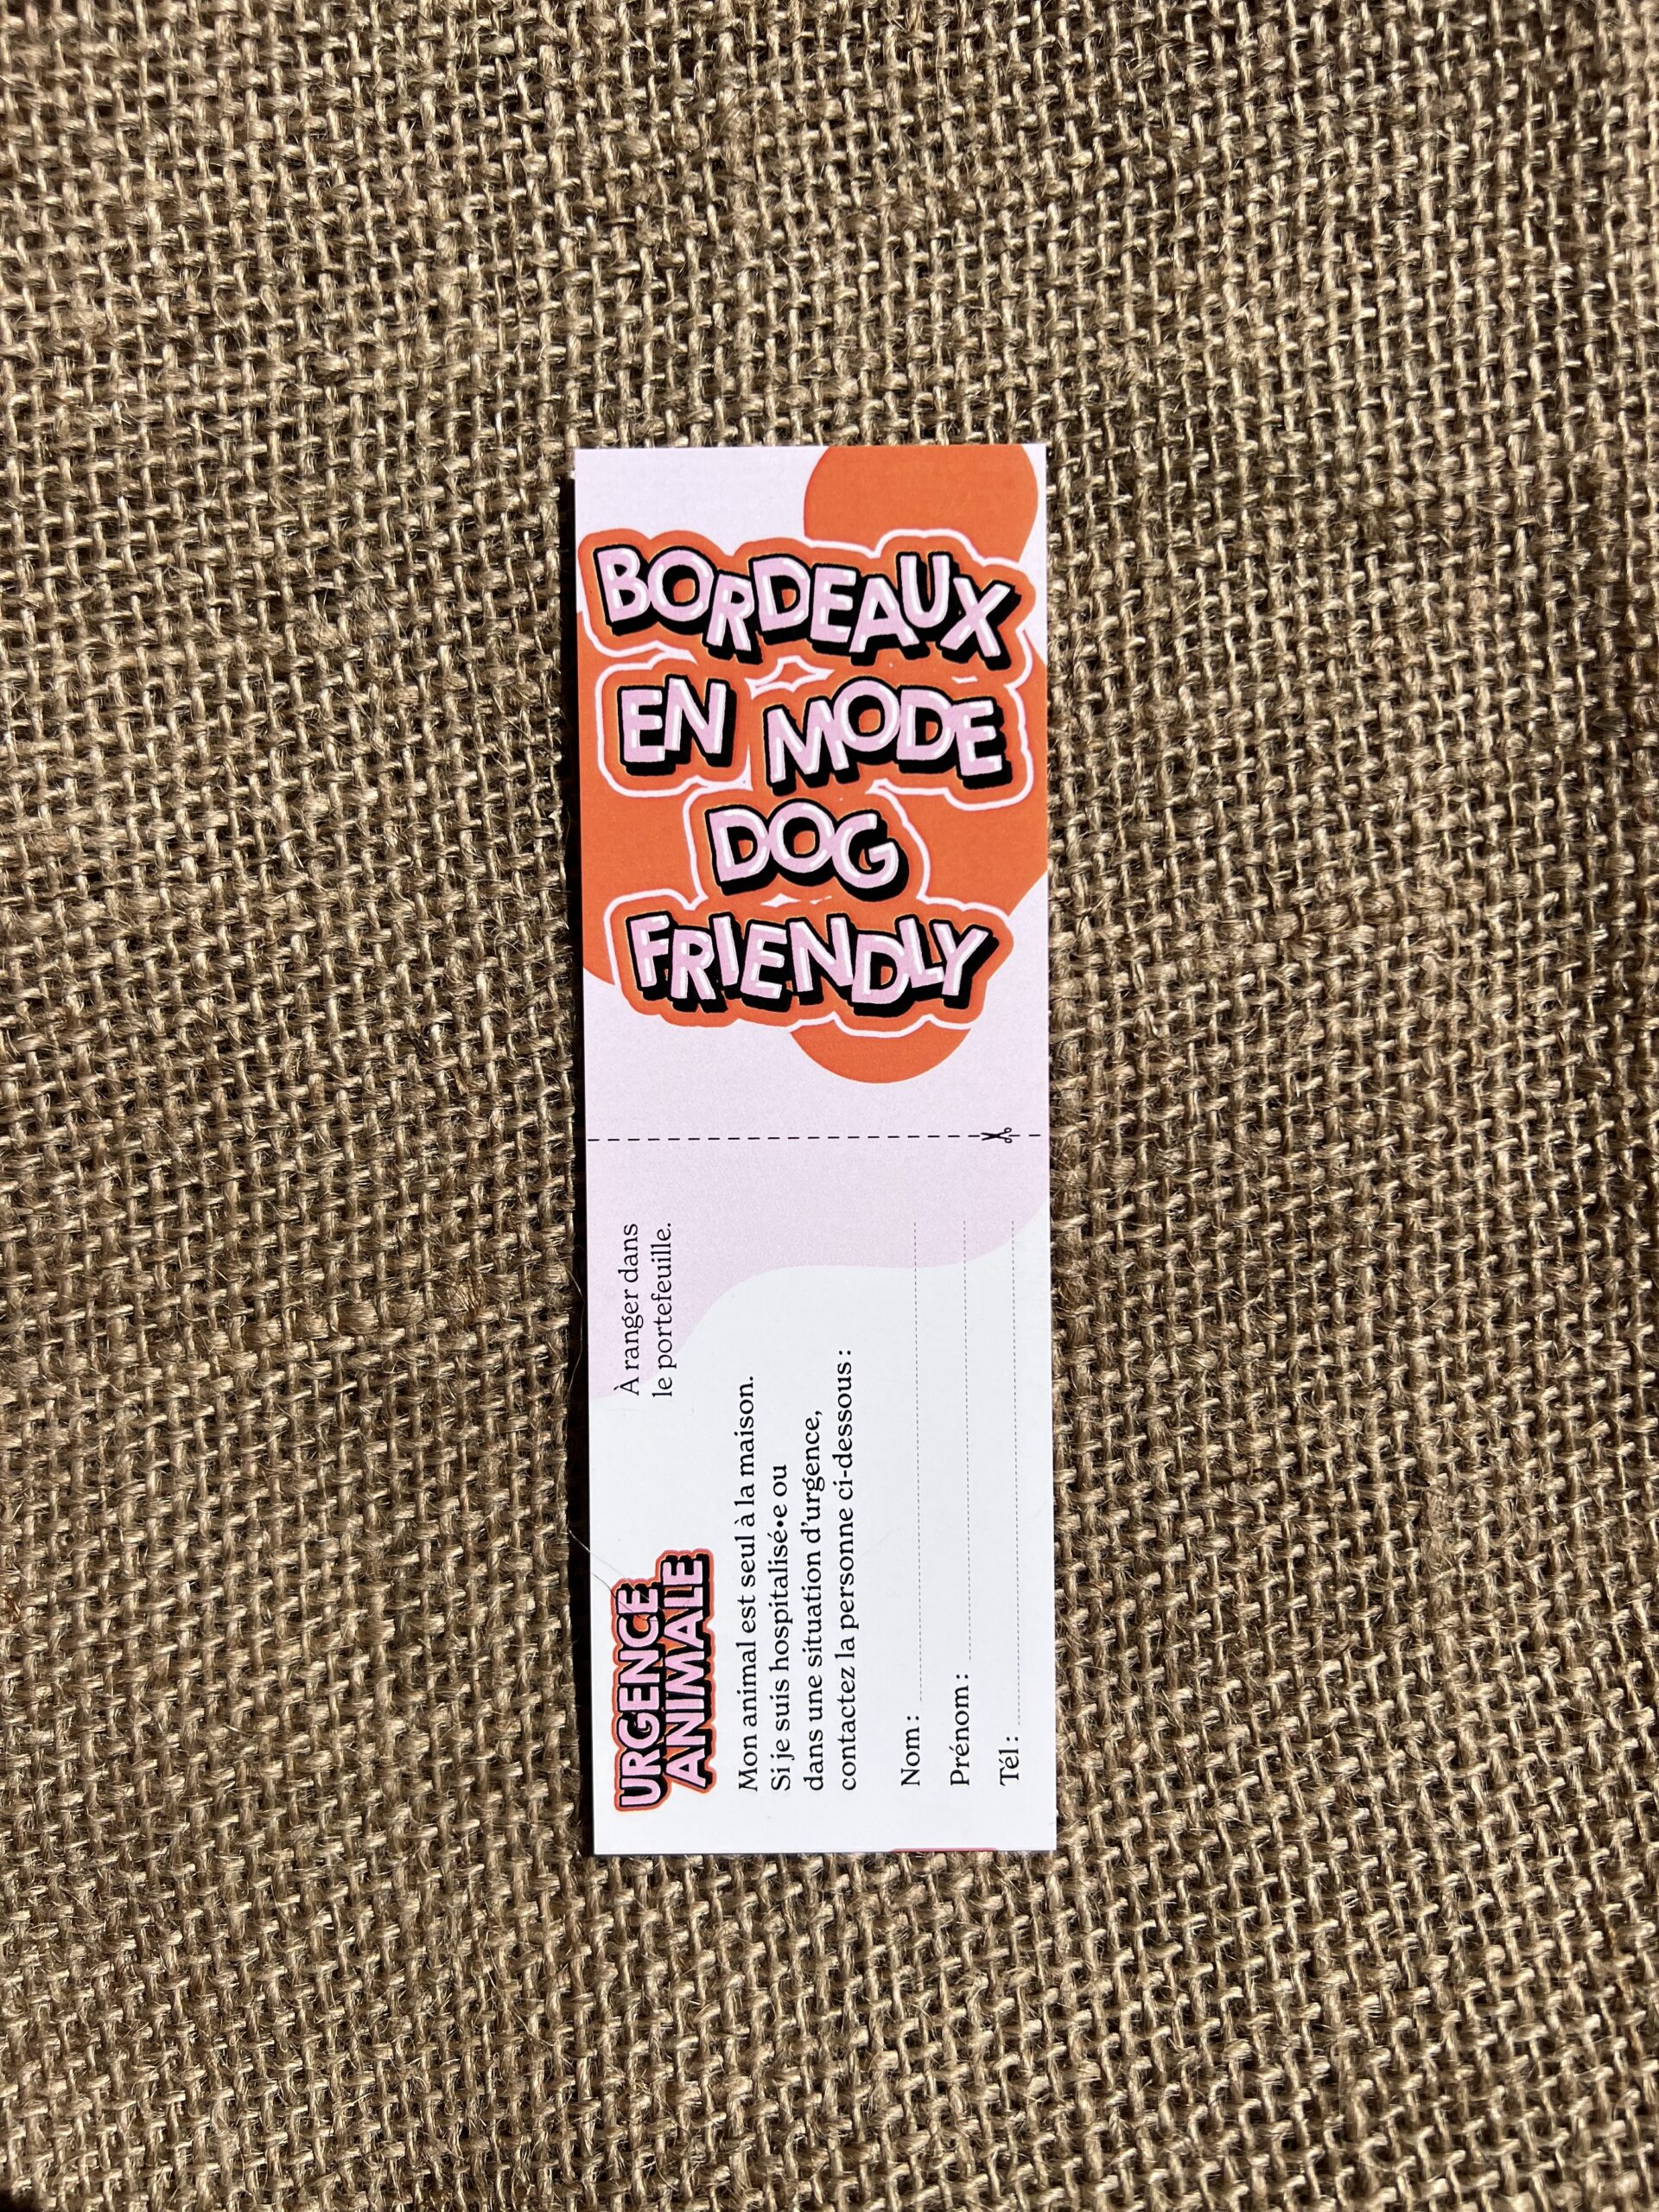 BORDEAUX
EN MODE
DOG
FRIENDLY
URGENCE
ANIMALE
À ranger dans
le portefeuille.
Mon animal est seul à la maison.
Si je suis hospitalisé•e ou
dans une situation d'urgence,
contactez la personne ci-dessous :
Nom :
Prénom :
Tél :